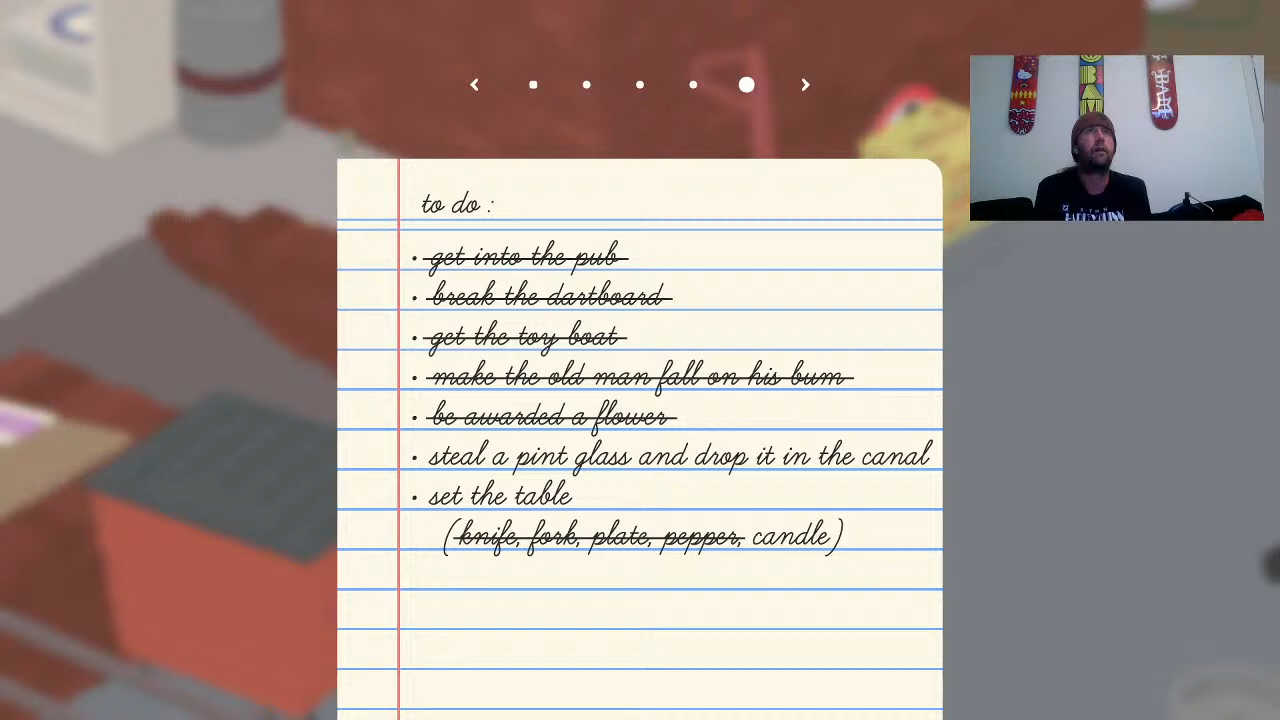 to do :
• get into the pub
• break the dartboard
• get the toy boat
• make the old man fall on his bum
• be awarded a flower
• steal a pint glass and drop it in the canal
• set the table
(knife, fork, plate, pepper, candle)